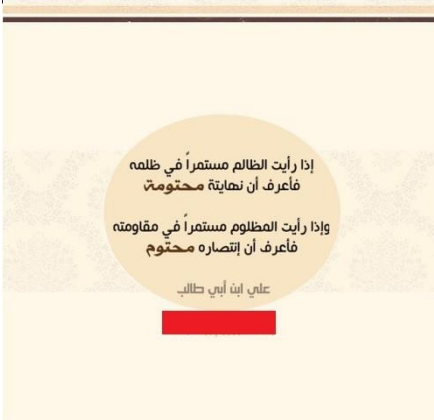 إذا رأيت الظالم مستمراً في ظلمه
فأعرف أن نهايتة محتومة
وإذا رأيت المظلوم مستمراً في مقاومته
فأعرف أن إنتصاره محتوم
علي ابن أبي طالب